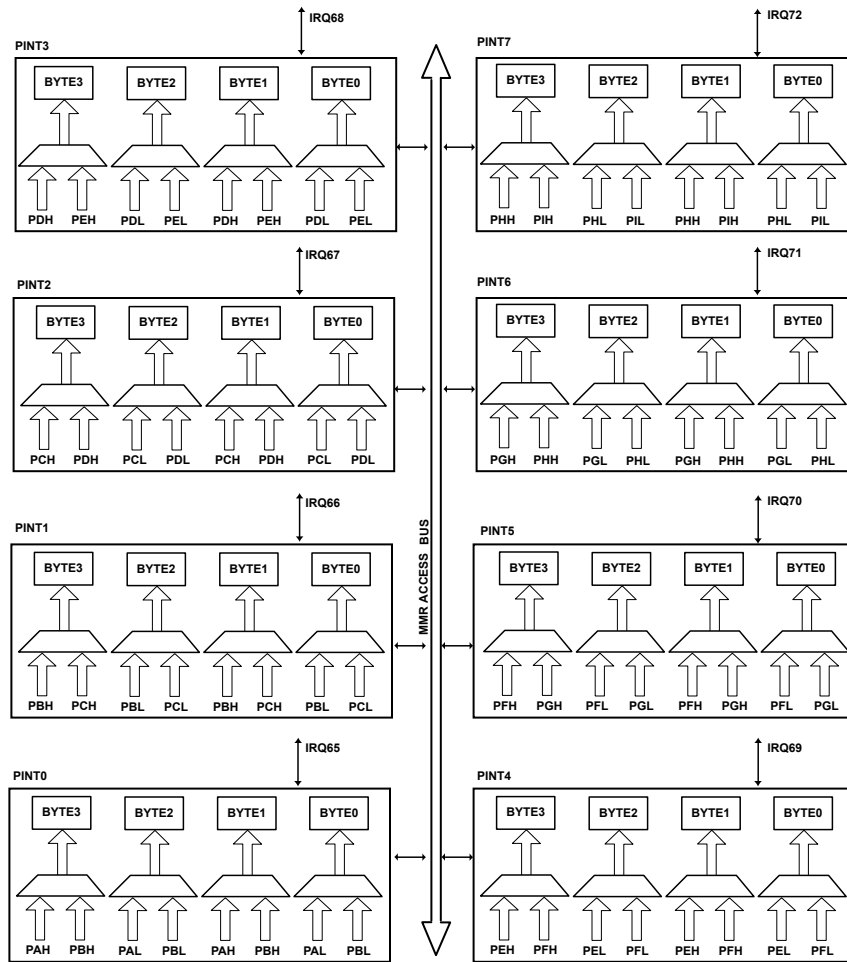 IRQ68
PINT3
BYTE3 BYTE2 BYTE1 BYTE0
PDH PEH PDL PEL PDH PEH PDL PEL
IRQ67
PINT2
BYTE3 BYTE2 BYTE1 BYTE0
PCH PDH PCL PDL PCH PDH PCL PDL
IRQ66
PINT1
BYTE3 BYTE2 BYTE1 BYTE0
PBH PCH PBL PCL PBH PCH PBL PCL
IRQ65
PINT0
BYTE3 BYTE2 BYTE1 BYTE0
PAH PBH PAL PBL PAH PBH PAL PBL
MMR ACCESS BUS
IRQ72
PINT7
BYTE3 BYTE2 BYTE1 BYTE0
PHH PIH PHL PIL PHH PIH PHL PIL
IRQ71
PINT6
BYTE3 BYTE2 BYTE1 BYTE0
PGH PHH PGL PHL PGH PHH PGL PHL
IRQ70
PINT5
BYTE3 BYTE2 BYTE1 BYTE0
PFH PGH PFL PGL PFH PGH PFL PGL
IRQ69
PINT4
BYTE3 BYTE2 BYTE1 BYTE0
PEH PFH PEL PFL PEH PFH PEL PFL